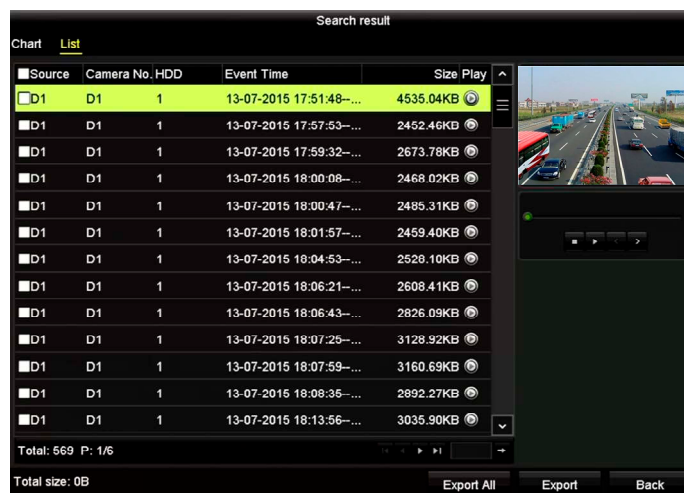 Search result
Chart List
Source Camera No. HDD Event Time Size Play
D1 D1 1 13-07-2015 17:51:48--... 4535.04KB
D1 D1 1 13-07-2015 17:57:53--... 2452.46KB
D1 D1 1 13-07-2015 17:59:32--... 2673.78KB
D1 D1 1 13-07-2015 18:00:08--... 2468.02KB
D1 D1 1 13-07-2015 18:00:47--... 2485.31KB
D1 D1 1 13-07-2015 18:01:57--... 2459.40KB
D1 D1 1 13-07-2015 18:04:53--... 2528.10KB
D1 D1 1 13-07-2015 18:06:21--... 2608.41KB
D1 D1 1 13-07-2015 18:06:43--... 2826.09KB
D1 D1 1 13-07-2015 18:07:25--... 3128.92KB
D1 D1 1 13-07-2015 18:07:59--... 3160.69KB
D1 D1 1 13-07-2015 18:08:35--... 2892.27KB
D1 D1 1 13-07-2015 18:13:56--... 3035.90KB
Total: 569 P: 1/6
Total size: 0B Export All Export Back